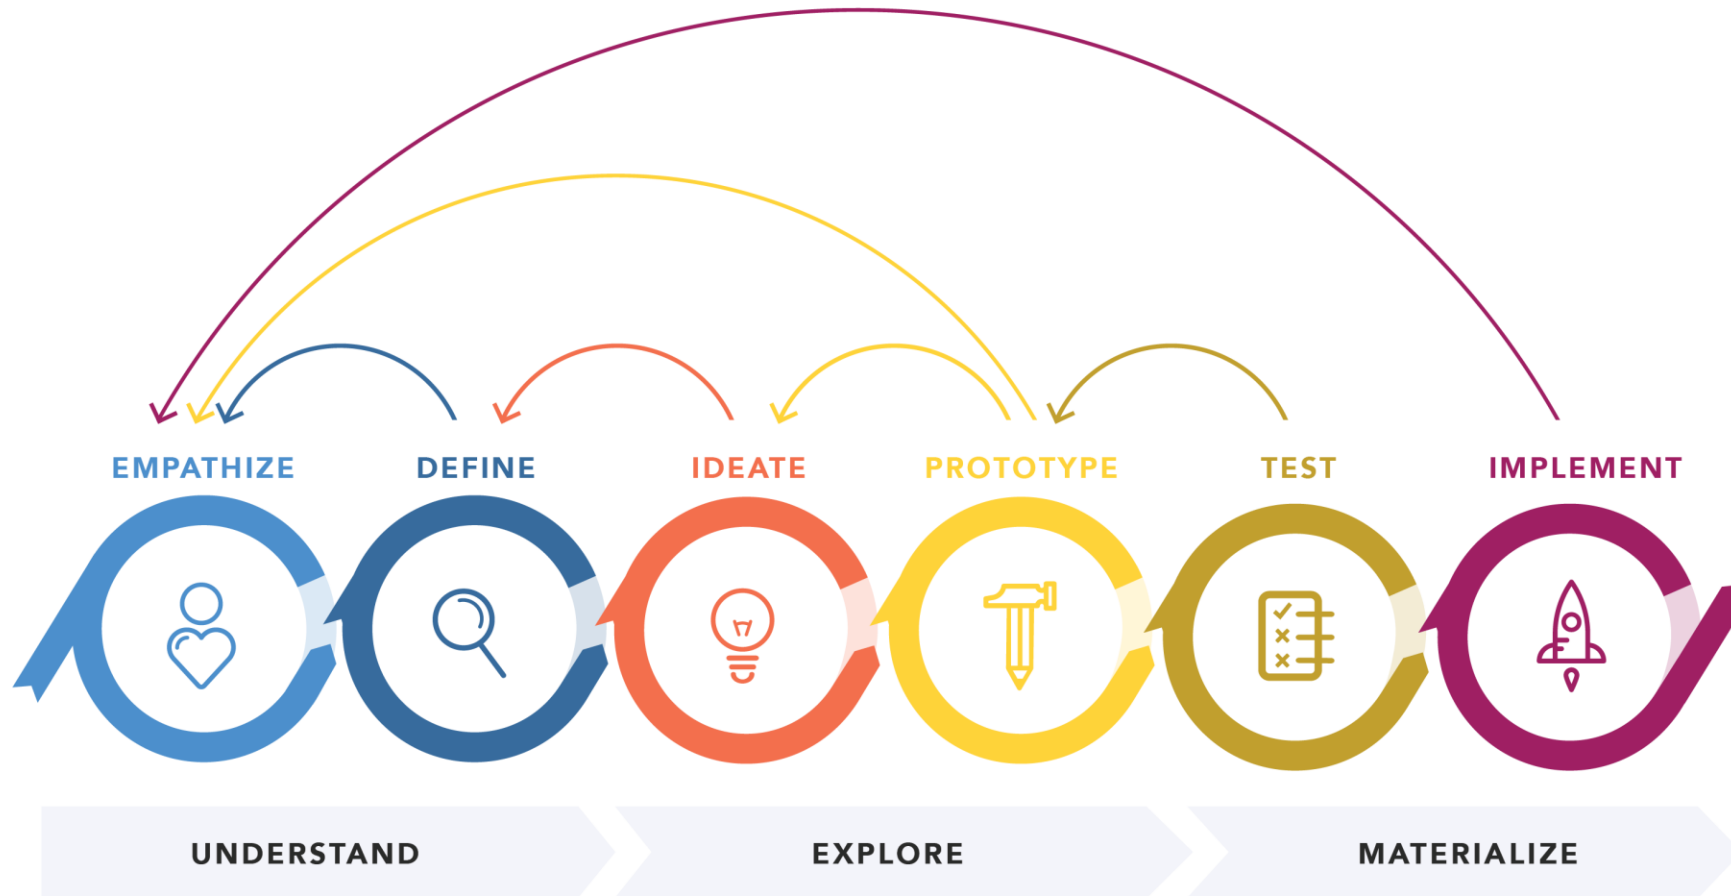 EMPATHIZE
DEFINE
IDEATE
PROTOTYPE
TEST
IMPLEMENT
UNDERSTAND
EXPLORE
MATERIALIZE